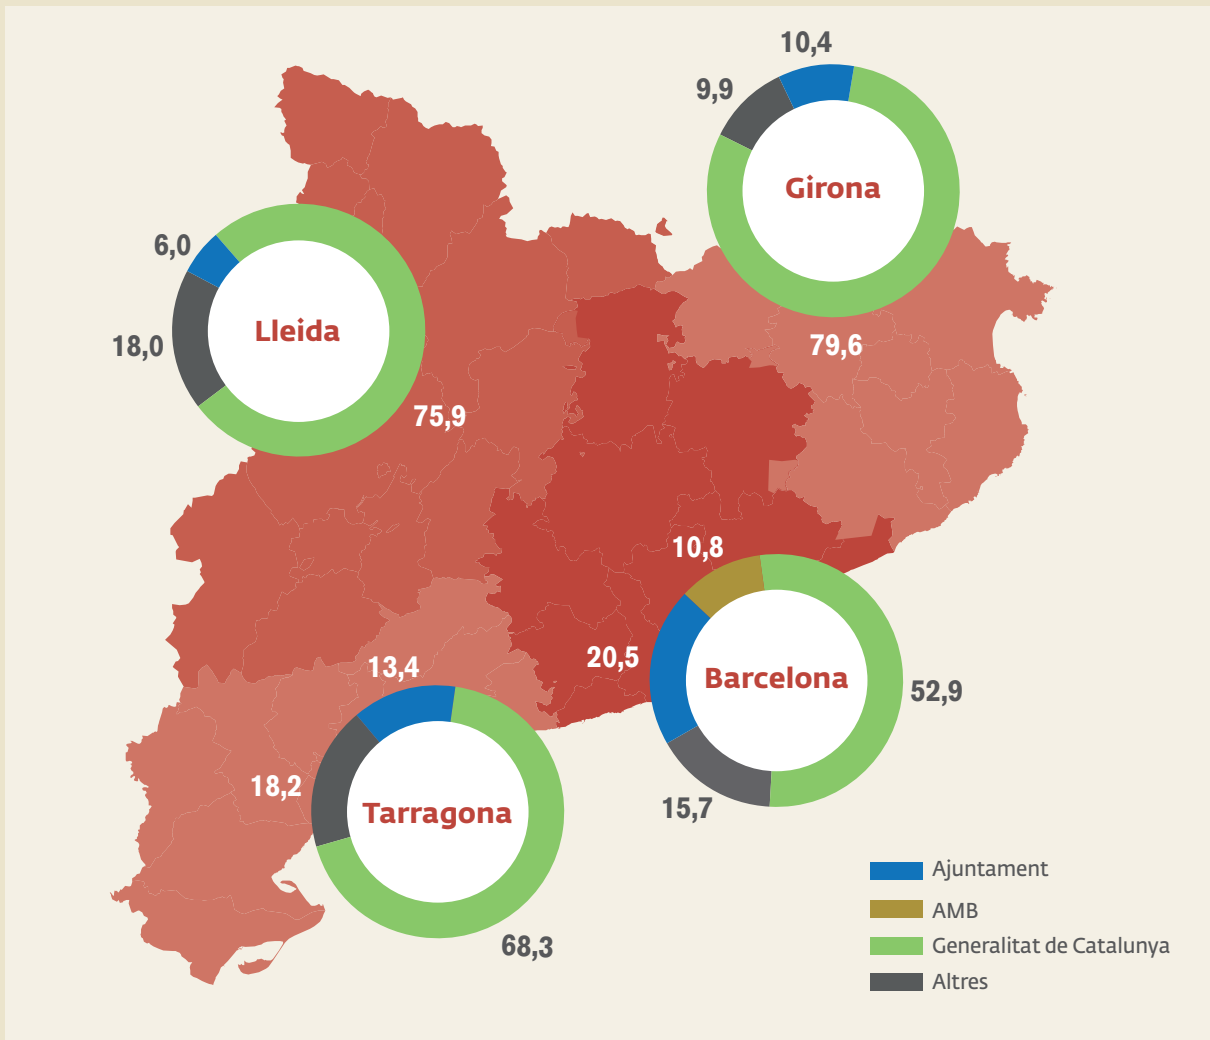 10,4
9,9
Girona
79,6
6,0
Lleida
18,0
75,9
10,8
20,5
Barcelona
52,9
15,7
13,4
18,2
Tarragona
68,3
Ajuntament
AMB
Generalitat de Catalunya
Altres